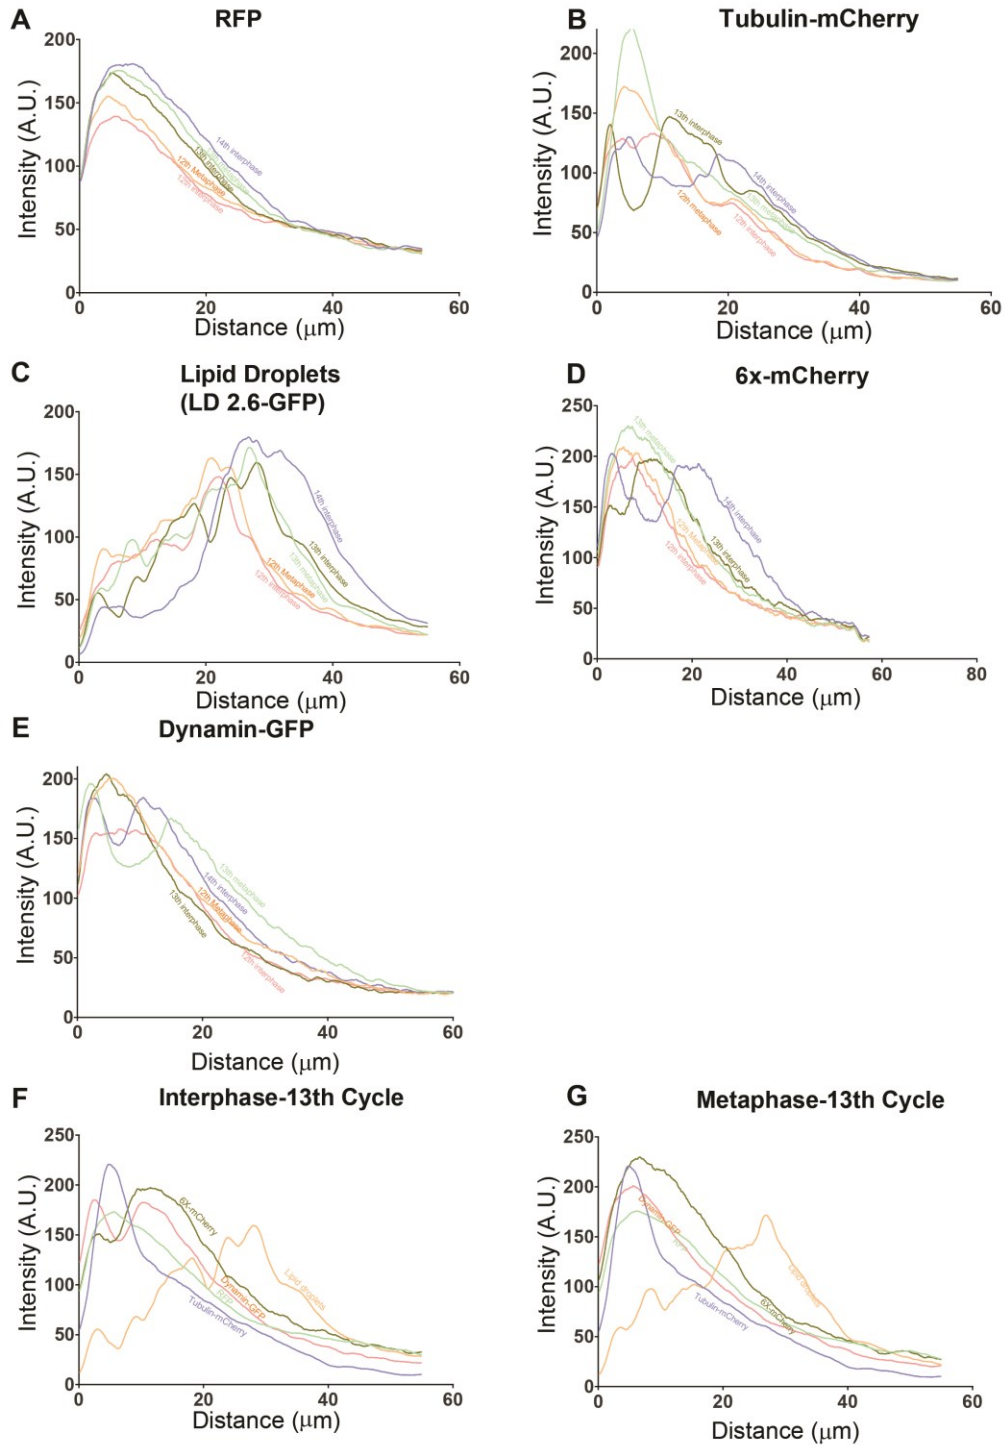 A
RFP
200
150
100
50
0
0
20
40
60
Intensity (A.U.)
Distance (μm)
14th interphase
13th interphase
12th Metaphase
12th interphase
B
Tubulin-mCherry
200
150
100
50
0
0
20
40
60
Intensity (A.U.)
Distance (μm)
13th interphase
14th interphase
13th metaphase
12th metaphase
12th interphase
C
Lipid Droplets
(LD 2.6-GFP)
200
150
100
50
0
0
20
40
60
Intensity (A.U.)
Distance (μm)
14th interphase
13th interphase
13th metaphase
12th Metaphase
12th interphase
D
6x-mCherry
250
200
150
100
50
0
0
20
40
60
80
Intensity (A.U.)
Distance (μm)
13th metaphase
14th interphase
12th Metaphase
13th interphase
12th interphase
E
Dynamin-GFP
200
150
100
50
0
0
20
40
60
Intensity (A.U.)
Distance (μm)
13th metaphase
14th interphase
12th Metaphase
13th interphase
12th interphase
F
Interphase-13th Cycle
250
200
150
100
50
0
0
20
40
60
Intensity (A.U.)
Distance (μm)
6X-mCherry
Lipid droplets
Dynamin-GFP
RFP
Tubulin-mCherry
G
Metaphase-13th Cycle
250
200
150
100
50
0
0
20
40
60
Intensity (A.U.)
Distance (μm)
Dynamin-GFP
RFP
Lipid droplets
6X-mCherry
Tubulin-mCherry